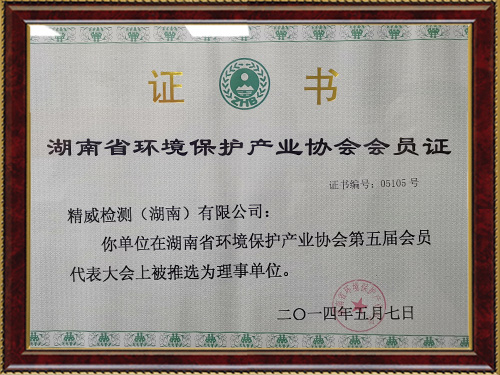 证 书
ZHB
湖南省环境保护产业协会会员证
证书编号：05105号
精威检测（湖南）有限公司：
你单位在湖南省环境保护产业协会第五届会员
代表大会上被推选为理事单位。
二〇一四年五月七日